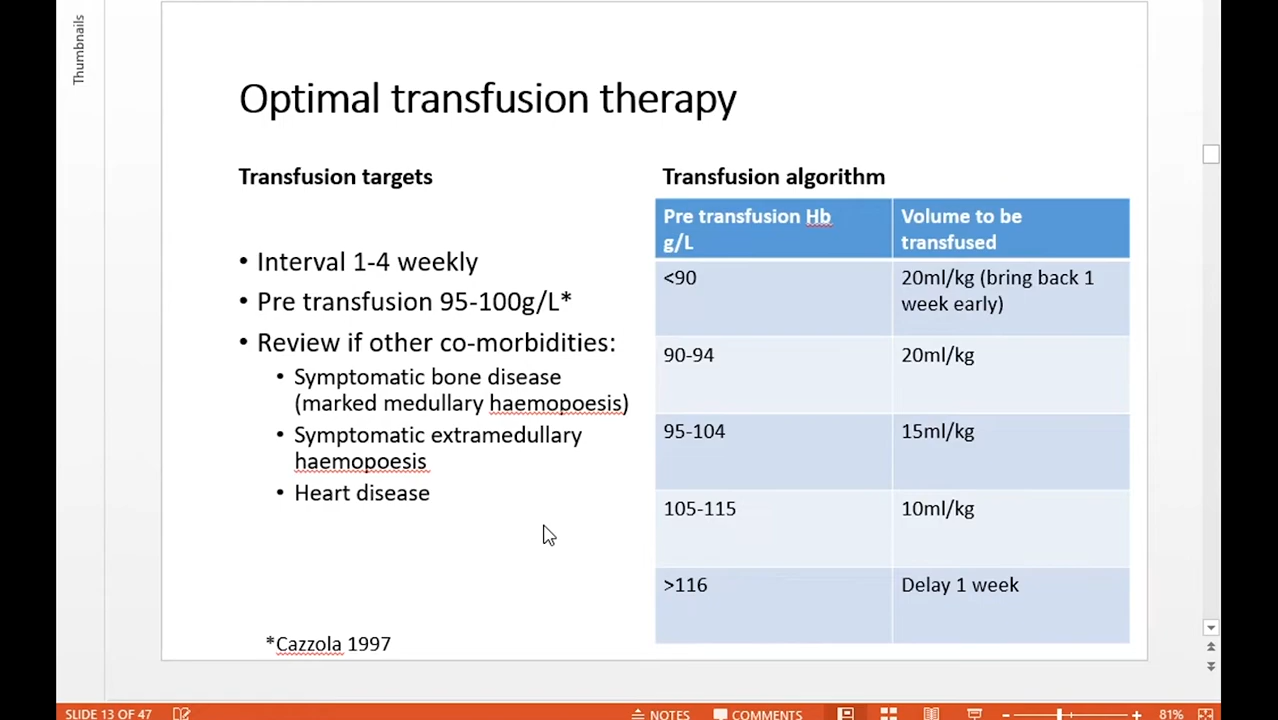 Thumbnails
Optimal transfusion therapy
Transfusion targets
• Interval 1-4 weekly
• Pre transfusion 95-100g/L*
• Review if other co-morbidities:
• Symptomatic bone disease
(marked medullary haemopoesis)
• Symptomatic extramedullary
haemopoesis
• Heart disease
*Cazzola 1997
Transfusion algorithm
Pre transfusion Hb
g/L
Volume to be
transfused
<90
20ml/kg (bring back 1
week early)
90-94
20ml/kg
95-104
15ml/kg
105-115
10ml/kg
>116
Delay 1 week
SLIDE 13 OF 47
NOTES
COMMENTS
81%